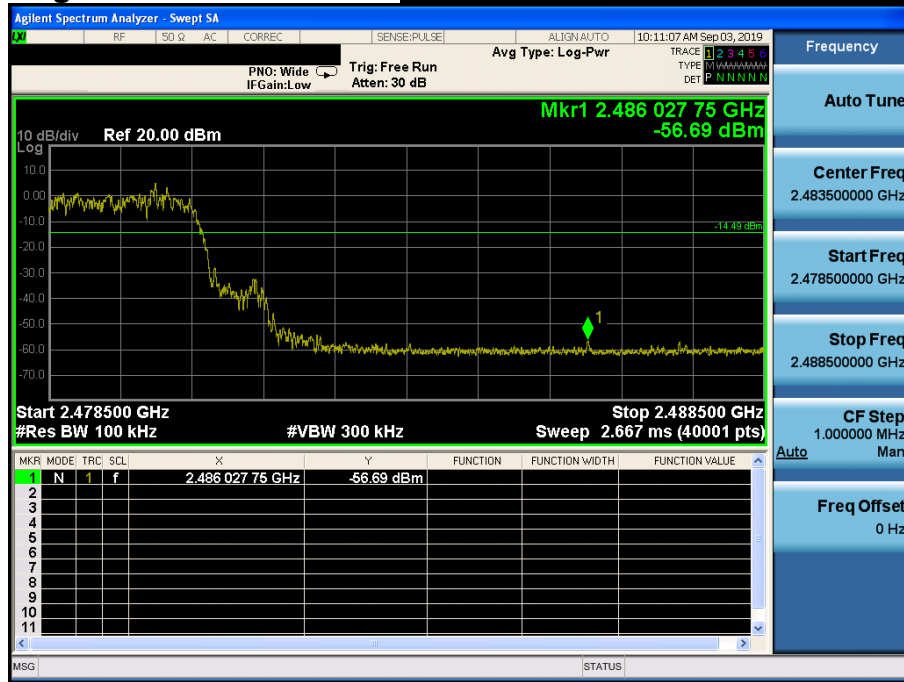 Agilent Spectrum Analyzer - Swept SA
LXI RF 50 Ω AC CORREC SENSE:PULSE ALIGN AUTO 10:11:07 AM Sep 03, 2019
Frequency
Avg Type: Log-Pwr TRACE 1 2 3 4 5 6
PNO: Wide Trig: Free Run TYPE M WWWWW
IFGain:Low Atten: 30 dB DET P N N N N N
Auto Tune
Mkr1 2.486 027 75 GHz
10 dB/div Ref 20.00 dBm -56.69 dBm
Log
10.0
0.00
-10.0
-14.49 dBm
-20.0
-30.0
-40.0
-50.0
1
-60.0
-70.0
Center Freq
2.483500000 GHz
Start Freq
2.478500000 GHz
Stop Freq
2.488500000 GHz
Start 2.478500 GHz Stop 2.488500 GHz
#Res BW 100 kHz #VBW 300 kHz Sweep 2.667 ms (40001 pts)
CF Step
1.000000 MHz
Auto Man
Freq Offset
0 Hz
MKR MODE TRC SCL X Y FUNCTION FUNCTION WIDTH FUNCTION VALUE
1 N 1 f 2.486 027 75 GHz -56.69 dBm
2
3
4
5
6
7
8
9
10
11
MSG STATUS